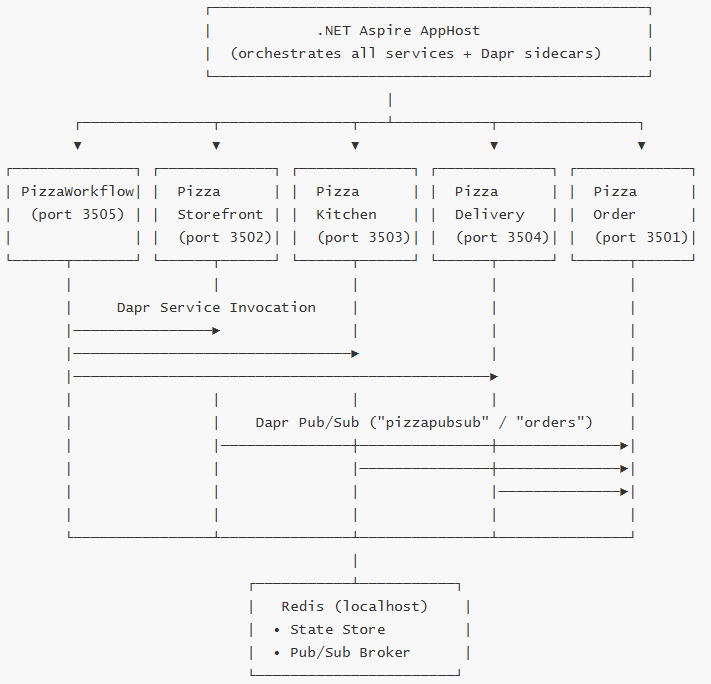 .NET Aspire AppHost
(orchestrates all services + Dapr sidecars)
PizzaWorkflow Pizza Pizza Pizza Pizza
(port 3505) Storefront Kitchen Delivery Order
(port 3502) (port 3503) (port 3504) (port 3501)
Dapr Service Invocation
Dapr Pub/Sub ("pizzapubsub" / "orders")
Redis (localhost)
• State Store
• Pub/Sub Broker